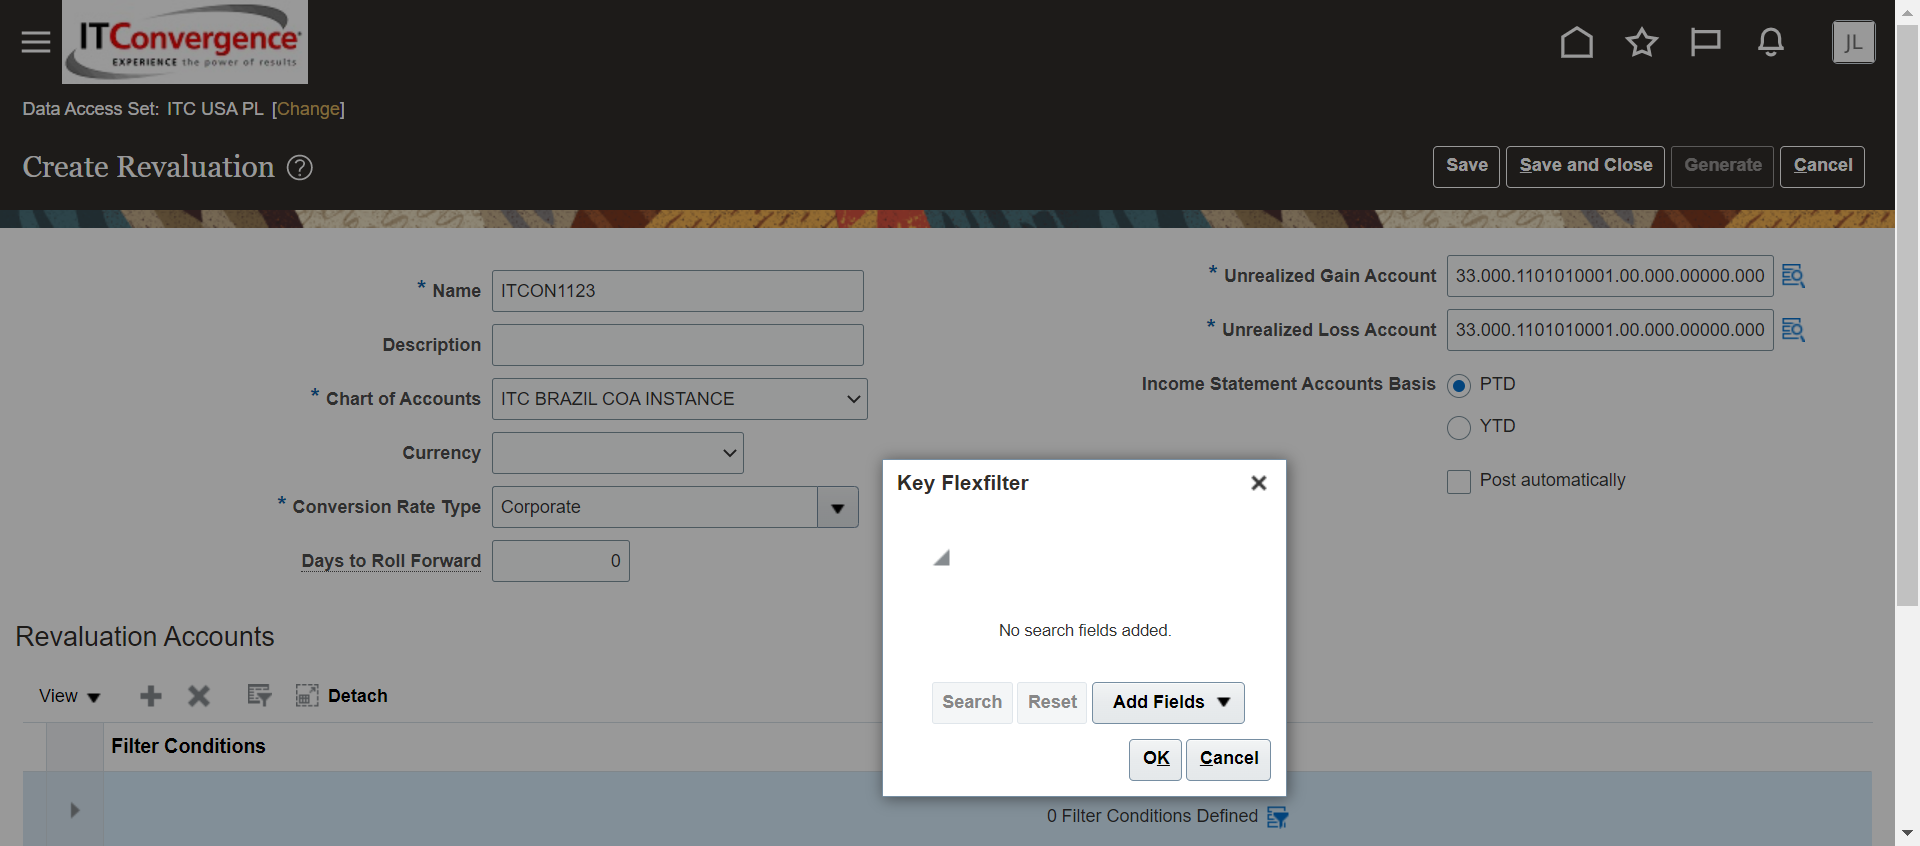 ITConvergence
EXPERIENCE the power of results
JL
Data Access Set: ITC USA PL [Change]
Create Revaluation ?
Save
Save and Close
Generate
Cancel
* Name ITCON1123
Description
* Chart of Accounts ITC BRAZIL COA INSTANCE
Currency
* Conversion Rate Type Corporate
Days to Roll Forward 0
* Unrealized Gain Account 33.000.1101010001.00.000.00000.000
* Unrealized Loss Account 33.000.1101010001.00.000.00000.000
Income Statement Accounts Basis PTD
YTD
Post automatically
Key Flexfilter
No search fields added.
Search
Reset
Add Fields
OK
Cancel
Revaluation Accounts
View
Detach
Filter Conditions
0 Filter Conditions Defined